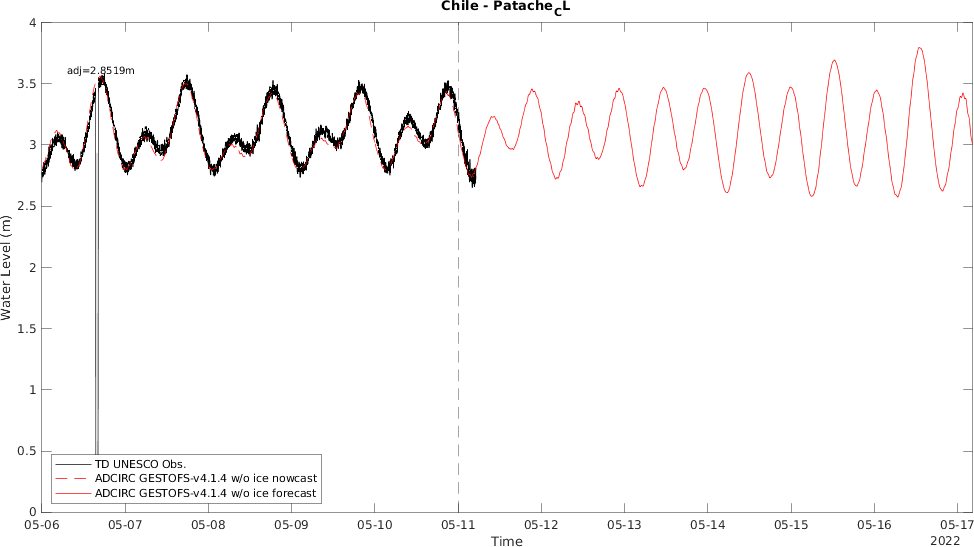 Chile - Patache_CL
4
adj=2.8519m
3.5
3
2.5
2
1.5
1
0.5
0
Water Level (m)
TD UNESCO Obs.
ADCIRC GESTOFS-v4.1.4 w/o ice nowcast
ADCIRC GESTOFS-v4.1.4 w/o ice forecast
05-06 05-07 05-08 05-09 05-10 05-11 05-12 05-13 05-14 05-15 05-16 05-17
Time
2022